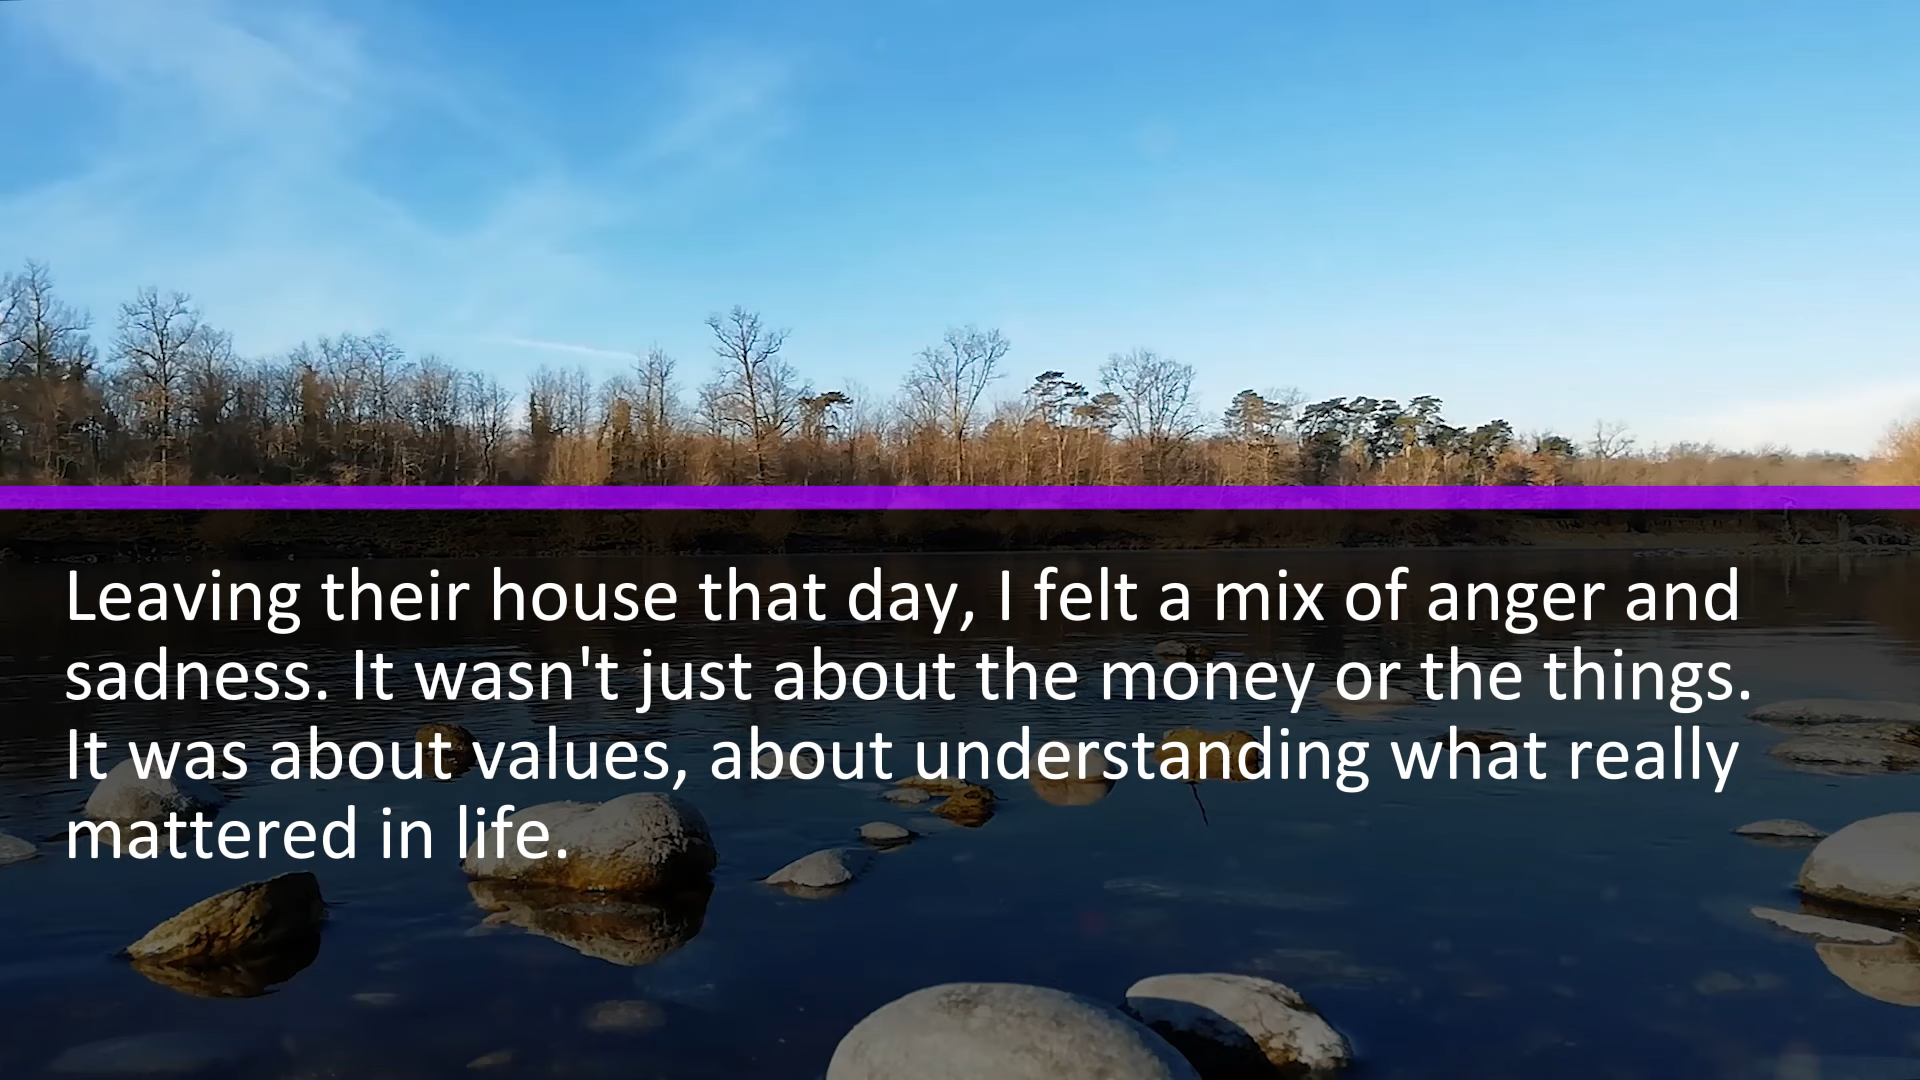 Leaving their house that day, I felt a mix of anger and
sadness. It wasn't just about the money or the things.
It was about values, about understanding what really
mattered in life.